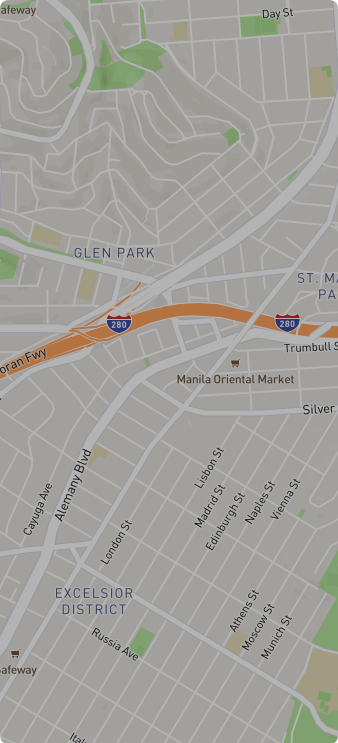 afeway
Day St
GLEN PARK
ST. MA
PA
280
280
oran Fwy
Trumbull S
Manila Oriental Market
Silver
Lisbon St
Madrid St
Edinburgh St
Naples St
Vienna St
Cayuga Ave
Alemany Blvd
London St
EXCELSIOR
DISTRICT
Athens St
Moscow St
Munich St
Russia Ave
afeway
Ital